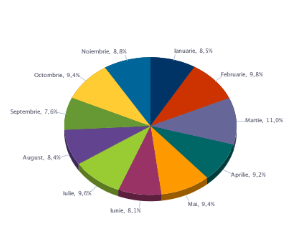 Noiembrie, 8,8%
Ianuarie, 8,5%
Octombrie, 9,4%
Februarie, 9,8%
Septembrie, 7,6%
Martie, 11,0%
August, 8,4%
Aprilie, 9,2%
Iulie, 9,6%
Mai, 9,4%
Iunie, 8,1%